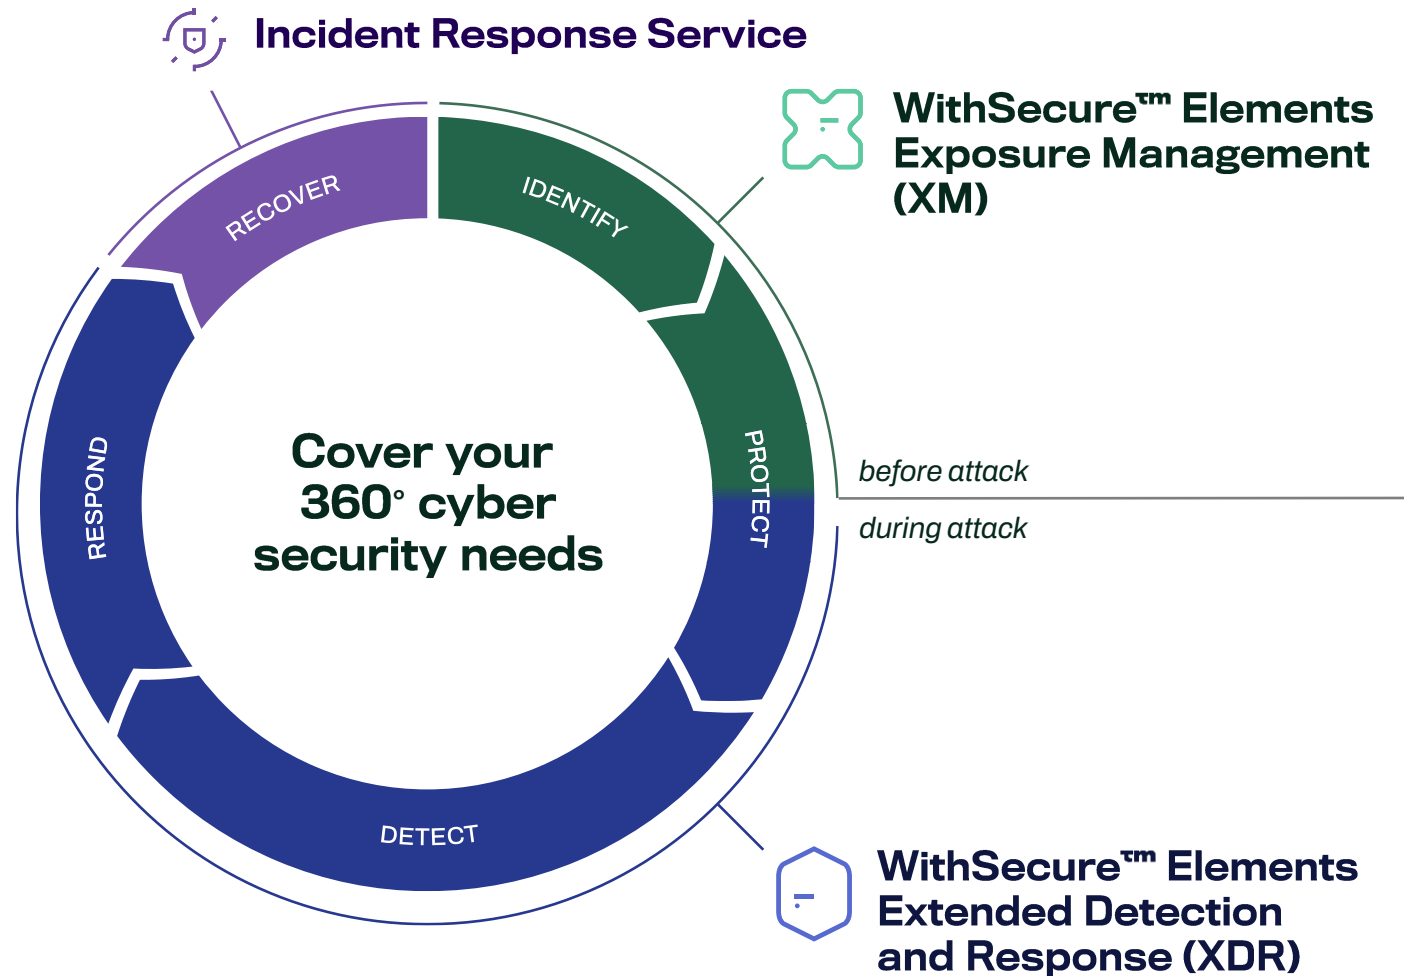 Incident Response Service
WithSecure™ Elements
Exposure Management
(XM)
RECOVER
IDENTIFY
PROTECT
RESPOND
DETECT
Cover your
360° cyber
security needs
before attack
during attack
WithSecure™ Elements
Extended Detection
and Response (XDR)